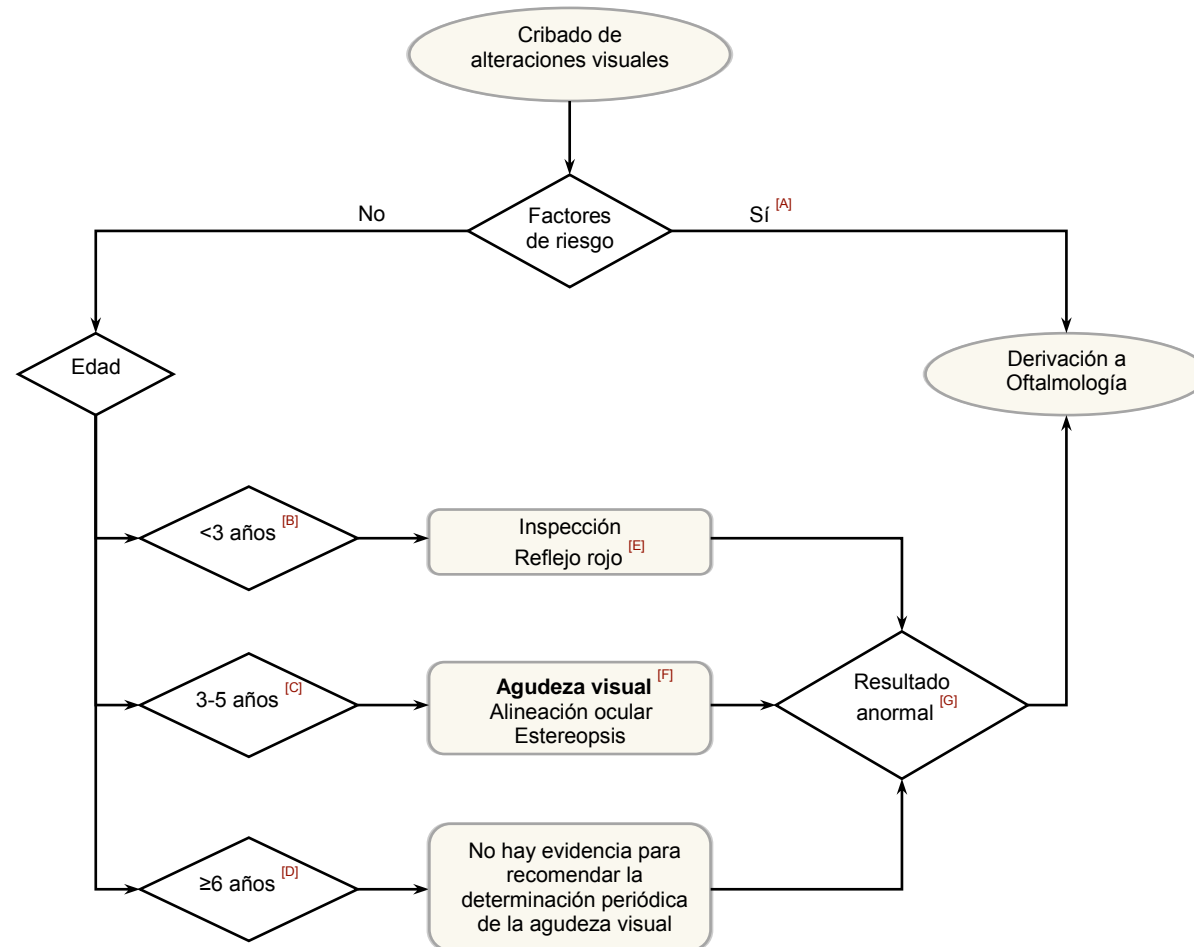 Cribado de
alteraciones visuales
No
Factores
de riesgo
Sí [A]
Edad
Derivación a
Oftalmología
<3 años [B]
Inspección
Reflejo rojo [E]
3-5 años [C]
Agudeza visual [F]
Alineación ocular
Estereopsis
Resultado
anormal [G]
≥6 años [D]
No hay evidencia para
recomendar la
determinación periódica
de la agudeza visual